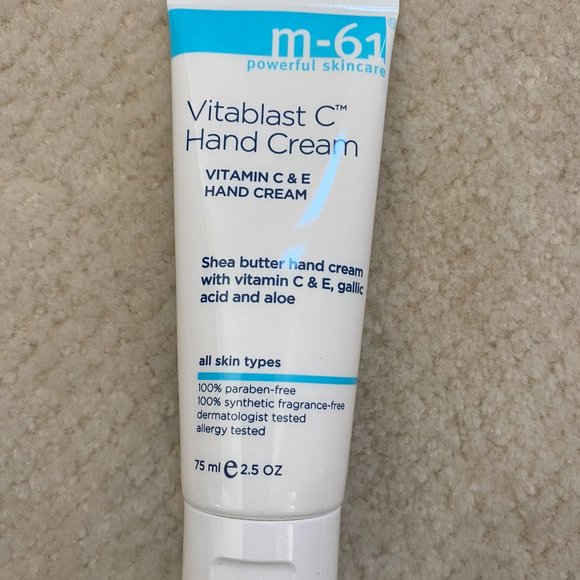 m-61
powerful skincare
Vitablast C™
Hand Cream
VITAMIN C & E
HAND CREAM
Shea butter hand cream
with vitamin C & E, gallic
acid and aloe
all skin types
100% paraben-free
100% synthetic fragrance-free
dermatologist tested
allergy tested
75 ml e 2.5 OZ